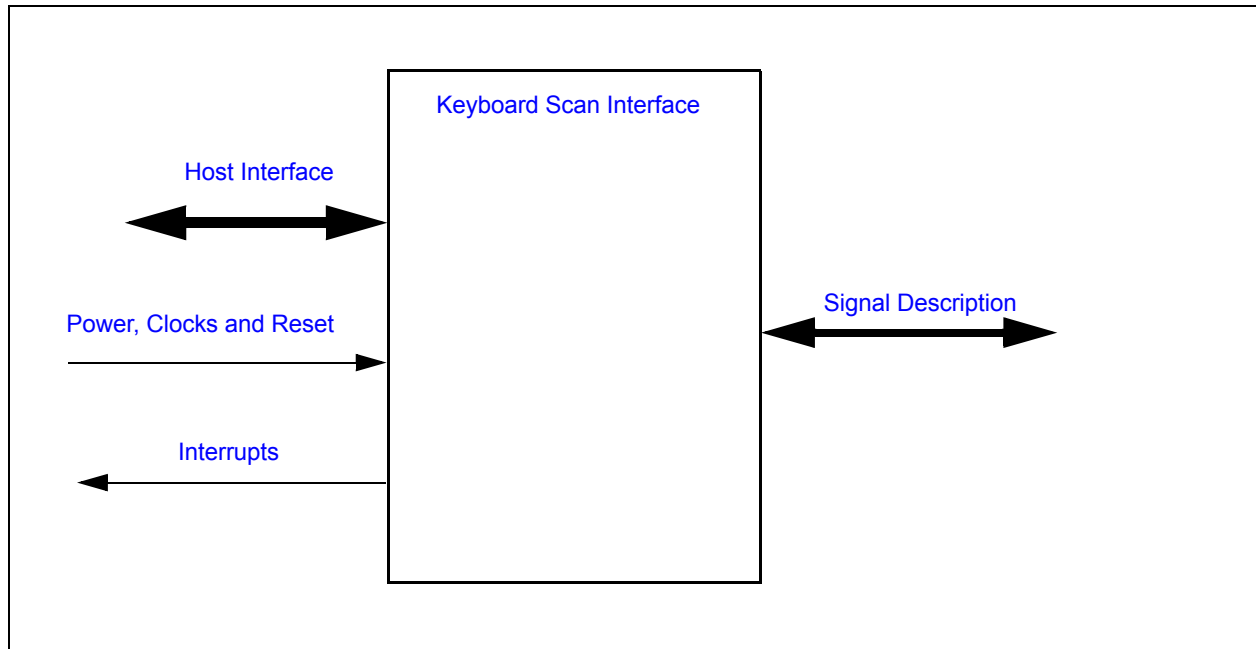 Keyboard Scan Interface
Host Interface
Signal Description
Power, Clocks and Reset
Interrupts